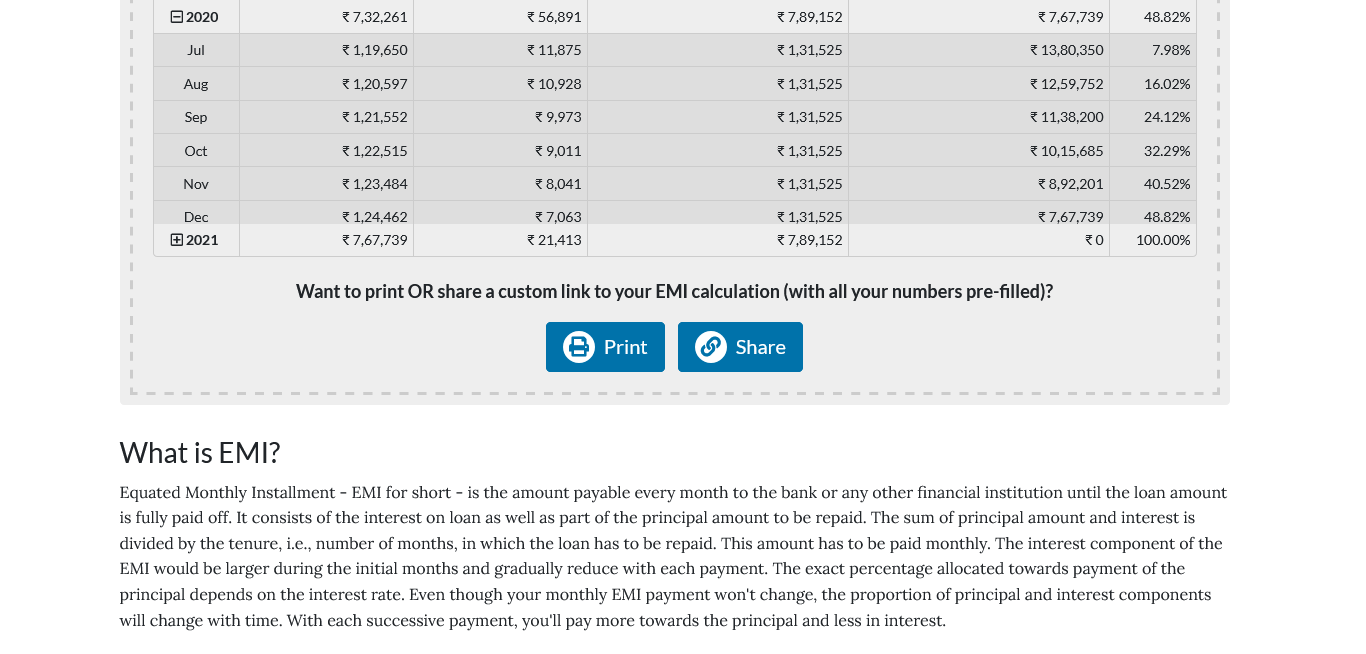 2020 ₹ 7,32,261 ₹ 56,891 ₹ 7,89,152 ₹ 7,67,739 48.82%
Jul ₹ 1,19,650 ₹ 11,875 ₹ 1,31,525 ₹ 13,80,350 7.98%
Aug ₹ 1,20,597 ₹ 10,928 ₹ 1,31,525 ₹ 12,59,752 16.02%
Sep ₹ 1,21,552 ₹ 9,973 ₹ 1,31,525 ₹ 11,38,200 24.12%
Oct ₹ 1,22,515 ₹ 9,011 ₹ 1,31,525 ₹ 10,15,685 32.29%
Nov ₹ 1,23,484 ₹ 8,041 ₹ 1,31,525 ₹ 8,92,201 40.52%
Dec ₹ 1,24,462 ₹ 7,063 ₹ 1,31,525 ₹ 7,67,739 48.82%
2021 ₹ 7,67,739 ₹ 21,413 ₹ 7,89,152 ₹ 0 100.00%
Want to print OR share a custom link to your EMI calculation (with all your numbers pre-filled)?
Print Share
What is EMI?
Equated Monthly Installment - EMI for short - is the amount payable every month to the bank or any other financial institution until the loan amount
is fully paid off. It consists of the interest on loan as well as part of the principal amount to be repaid. The sum of principal amount and interest is
divided by the tenure, i.e., number of months, in which the loan has to be repaid. This amount has to be paid monthly. The interest component of the
EMI would be larger during the initial months and gradually reduce with each payment. The exact percentage allocated towards payment of the
principal depends on the interest rate. Even though your monthly EMI payment won't change, the proportion of principal and interest components
will change with time. With each successive payment, you'll pay more towards the principal and less in interest.